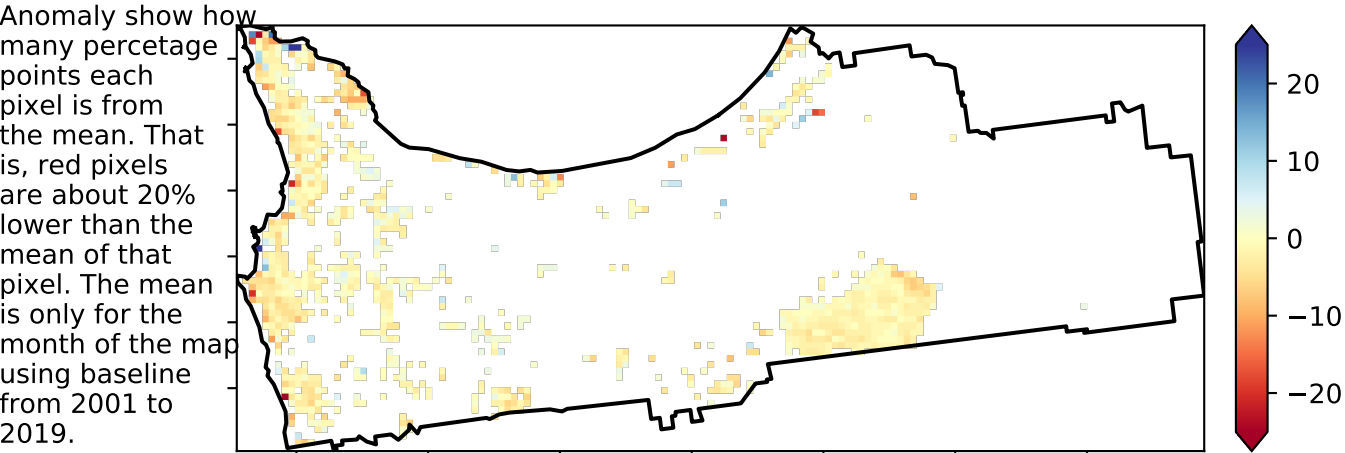 Anomaly show how
many percetage
points each
pixel is from
the mean. That
is, red pixels
are about 20%
lower than the
mean of that
pixel. The mean
is only for the
month of the map
using baseline
from 2001 to
2019.
20
10
0
−10
−20